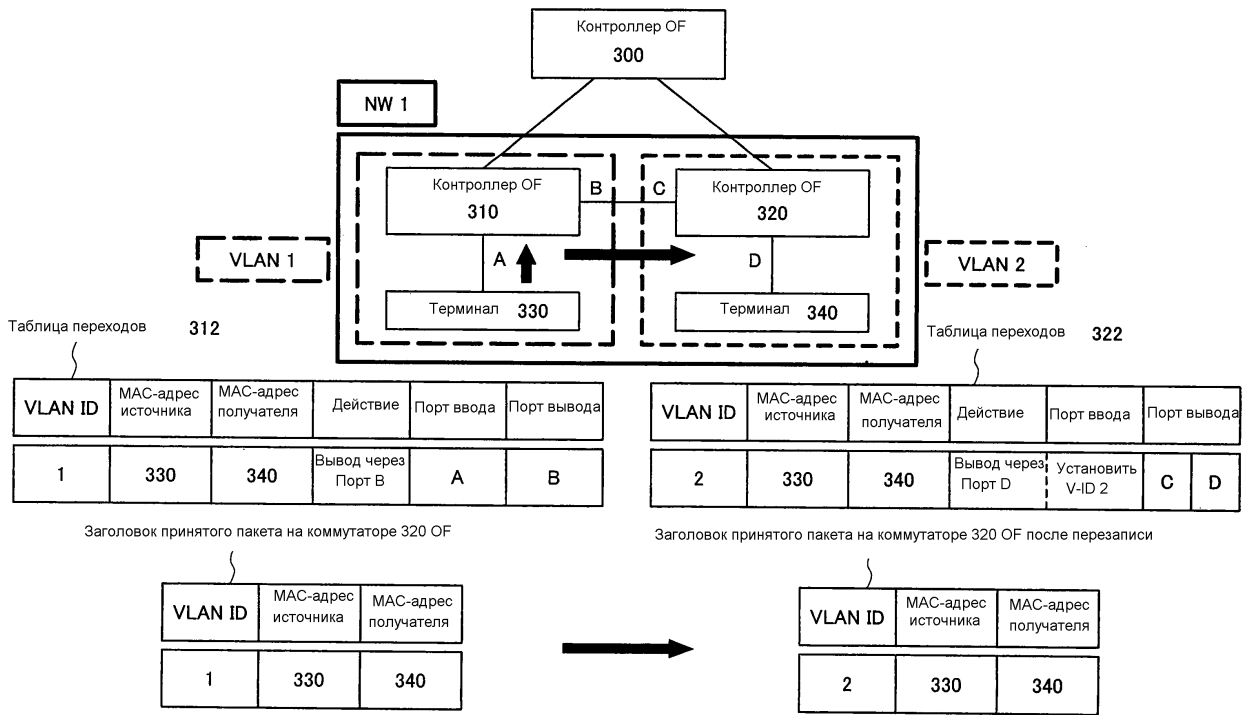 Контроллер OF
300
NW 1
Контроллер OF
310
B
C
Контроллер OF
320
VLAN 1
A
D
VLAN 2
Терминал 330
Терминал 340
Таблица переходов 312
Таблица переходов 322
VLAN ID
MAC-адрес
источника
MAC-адрес
получателя
Действие
Порт ввода
Порт вывода
1
330
340
Вывод через
Порт B
A
B
VLAN ID
MAC-адрес
источника
MAC-адрес
получателя
Действие
Порт ввода
Порт вывода
2
330
340
Вывод через
Порт D
Установить
V-ID 2
C
D
Заголовок принятого пакета на коммутаторе 320 OF
Заголовок принятого пакета на коммутаторе 320 OF после перезаписи
VLAN ID
MAC-адрес
источника
MAC-адрес
получателя
1
330
340
VLAN ID
MAC-адрес
источника
MAC-адрес
получателя
2
330
340